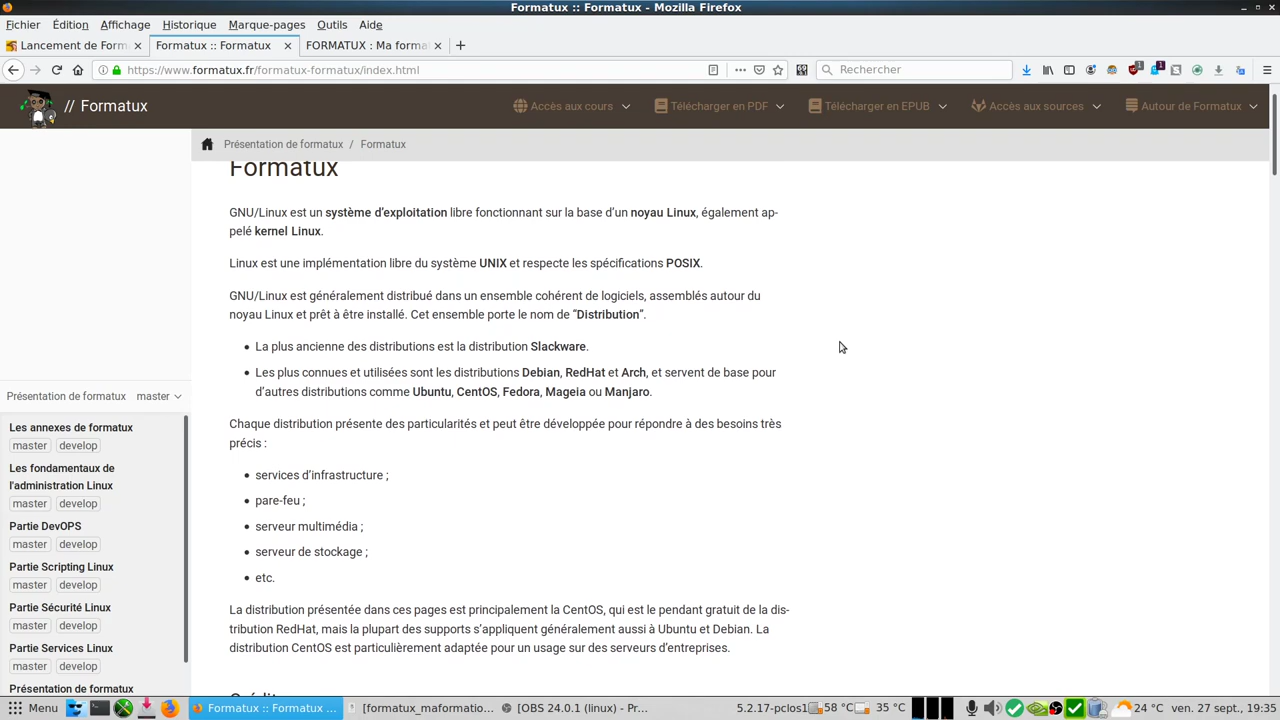 Formatux :: Formatux - Mozilla Firefox
Fichier Édition Affichage Historique Marque-pages Outils Aide
Lancement de Form × Formatux :: Formatux × FORMATUX : Ma forma × +
https://www.formatux.fr/formatux-formatux/index.html Rechercher 1 1
// Formatux Accès aux cours Télécharger en PDF Télécharger en EPUB Accès aux sources Autour de Formatux
Présentation de formatux / Formatux
Formatux
GNU/Linux est un système d'exploitation libre fonctionnant sur la base d'un noyau Linux, également ap-
pelé kernel Linux.
Linux est une implémentation libre du système UNIX et respecte les spécifications POSIX.
GNU/Linux est généralement distribué dans un ensemble cohérent de logiciels, assemblés autour du
noyau Linux et prêt à être installé. Cet ensemble porte le nom de “Distribution”.
• La plus ancienne des distributions est la distribution Slackware.
• Les plus connues et utilisées sont les distributions Debian, RedHat et Arch, et servent de base pour
d'autres distributions comme Ubuntu, CentOS, Fedora, Mageia ou Manjaro.
Chaque distribution présente des particularités et peut être développée pour répondre à des besoins très
précis :
• services d'infrastructure ;
• pare-feu ;
• serveur multimédia ;
• serveur de stockage ;
• etc.
La distribution présentée dans ces pages est principalement la CentOS, qui est le pendant gratuit de la dis-
tribution RedHat, mais la plupart des supports s'appliquent généralement aussi à Ubuntu et Debian. La
distribution CentOS est particulièrement adaptée pour un usage sur des serveurs d'entreprises.
Présentation de formatux master
Les annexes de formatux
master develop
Les fondamentaux de
l'administration Linux
master develop
Partie DevOPS
master develop
Partie Scripting Linux
master develop
Partie Sécurité Linux
master develop
Partie Services Linux
master develop
Présentation de formatux
Menu Formatux :: Formatux ... [formatux_maformatio... [OBS 24.0.1 (linux) - Pr... 5.2.17-pclos1 58 °C 35 °C 24 °C ven. 27 sept., 19:35